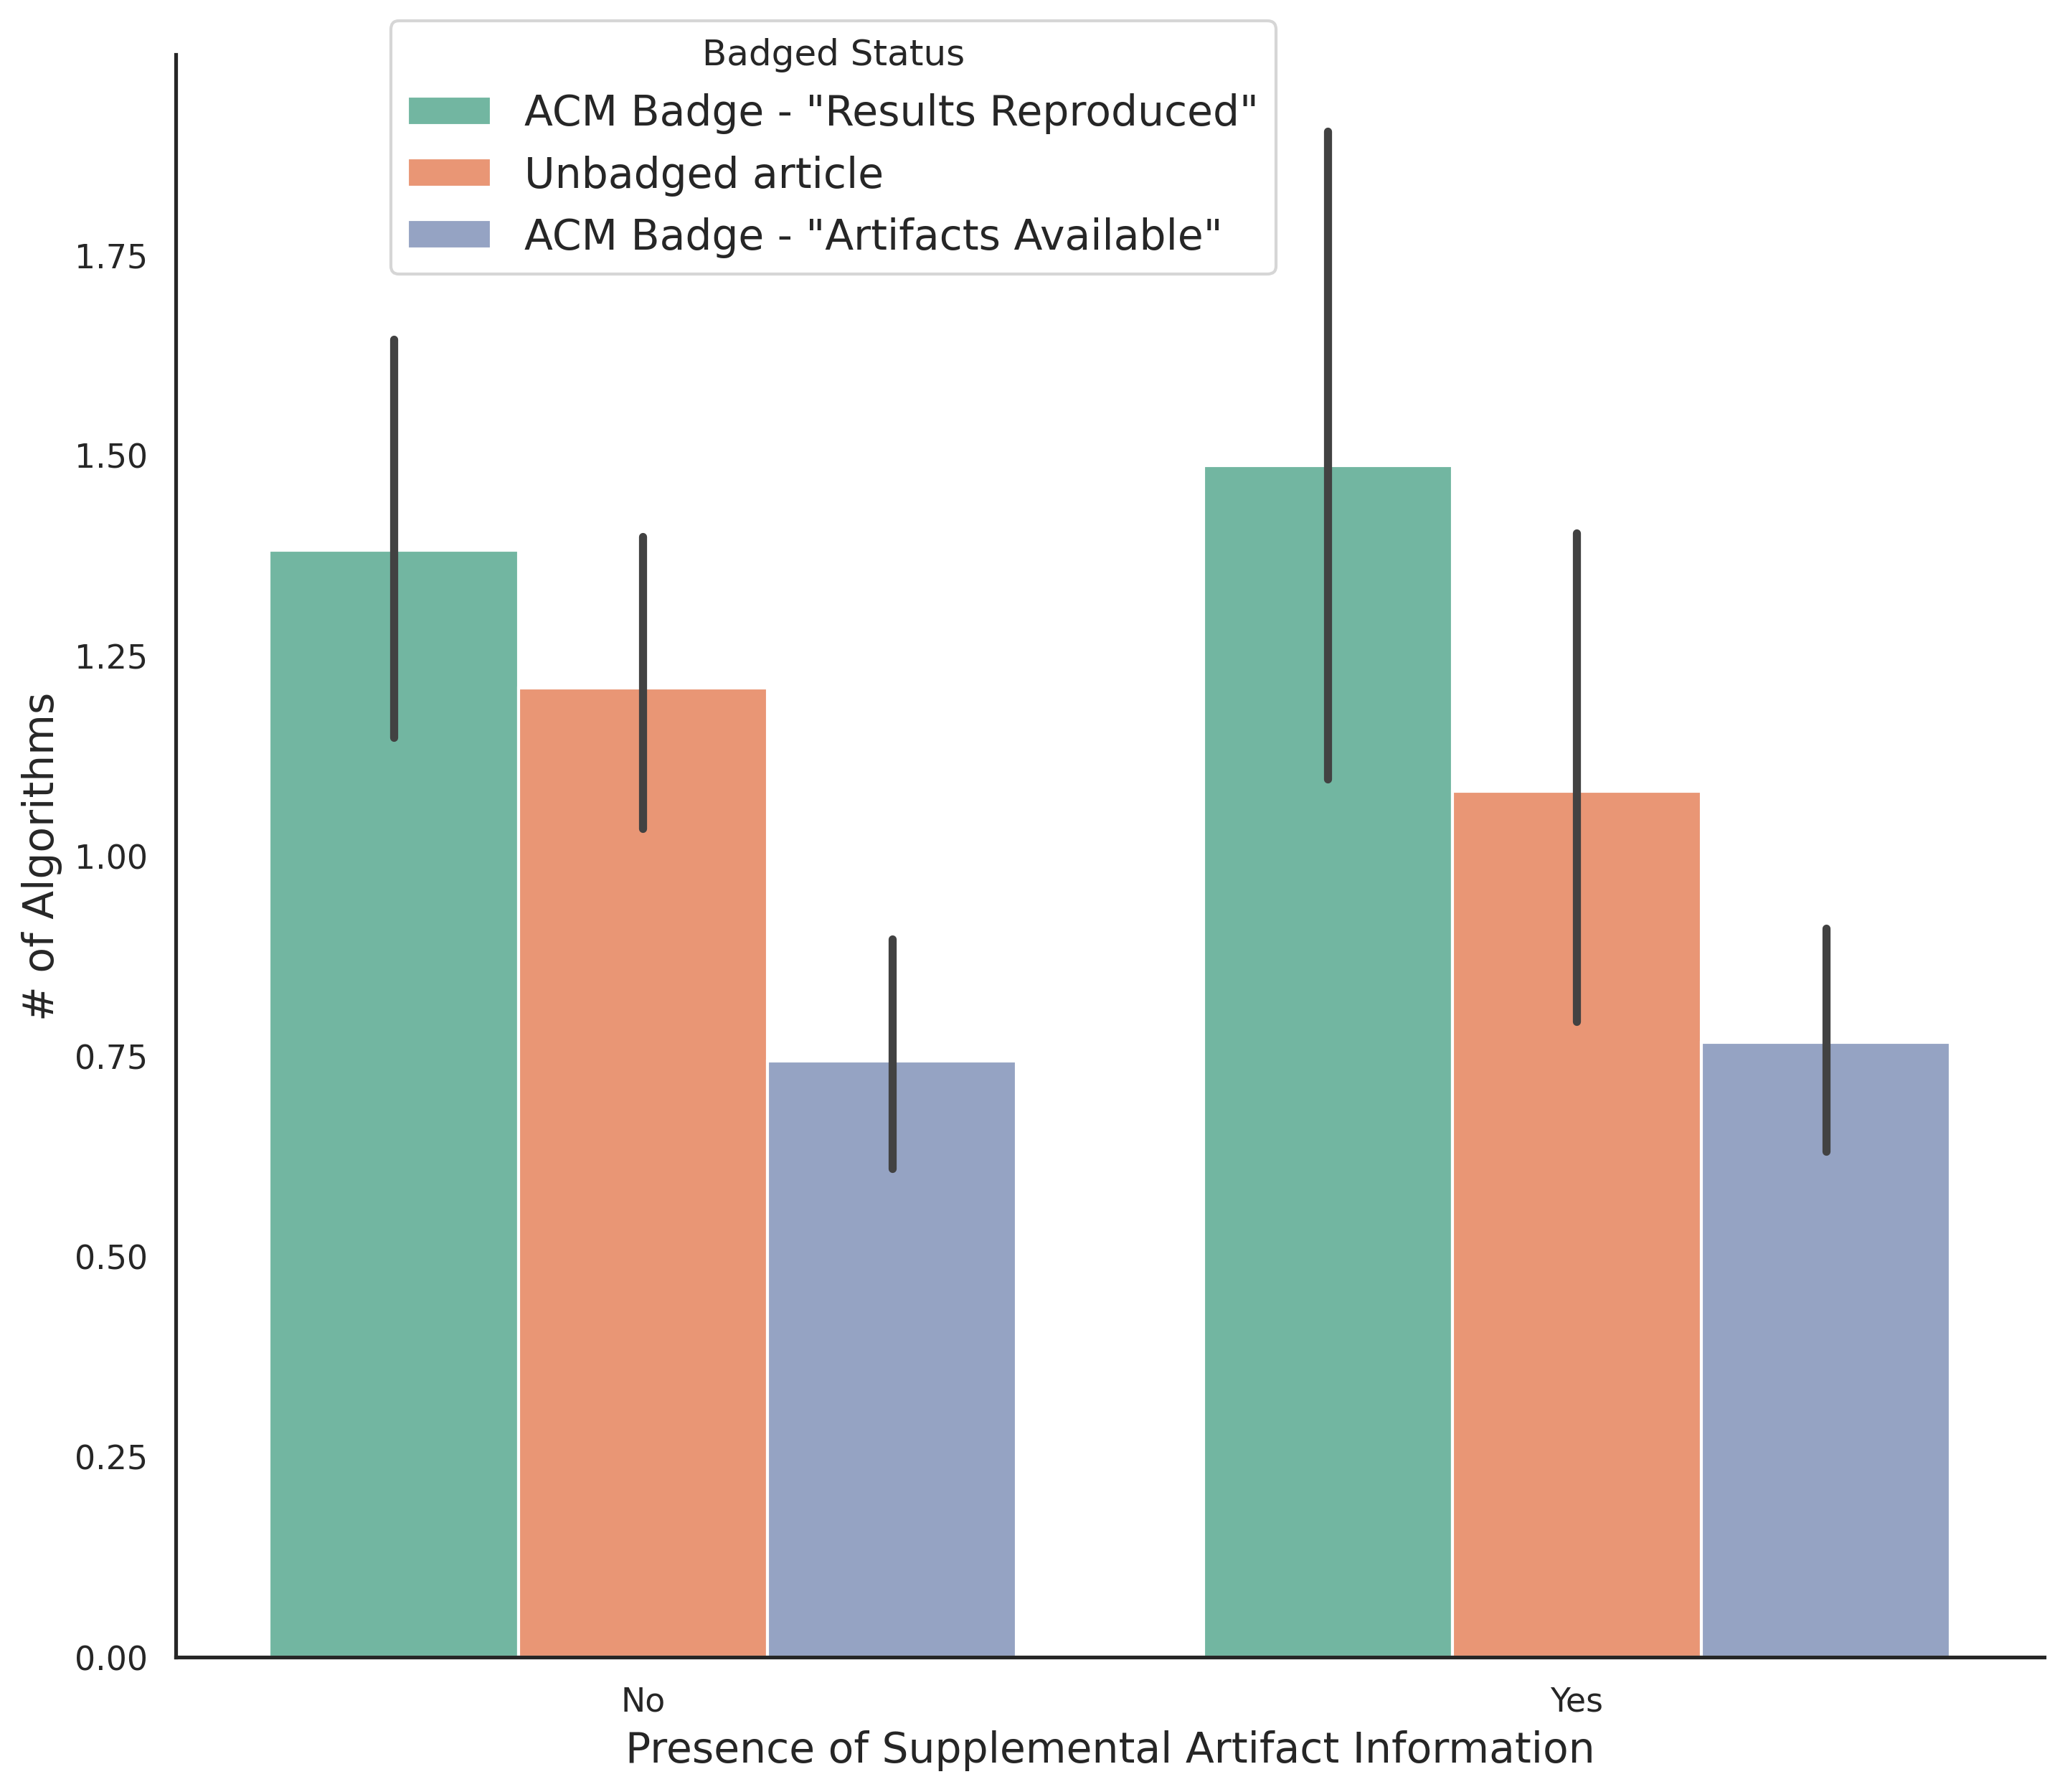 Badged Status
ACM Badge - "Results Reproduced"
Unbadged article
ACM Badge - "Artifacts Available"
1.75
1.50
1.25
1.00
0.75
0.50
0.25
0.00
# of Algorithms
No
Yes
Presence of Supplemental Artifact Information